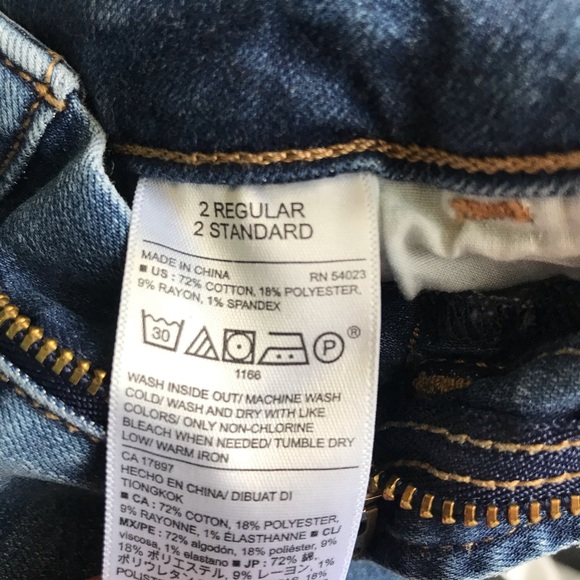 2 REGULAR
2 STANDARD
MADE IN CHINA RN 54023
■ US : 72% COTTON, 18% POLYESTER,
9% RAYON, 1% SPANDEX
30 P ®
1166
WASH INSIDE OUT/ MACHINE WASH
COLD/ WASH AND DRY WITH LIKE
COLORS/ ONLY NON-CHLORINE
BLEACH WHEN NEEDED/ TUMBLE DRY
LOW/ WARM IRON
CA 17897
HECHO EN CHINA/ DIBUAT DI
TIONGKOK
■ CA : 72% COTON, 18% POLYESTER,
9% RAYONNE, 1% ÉLASTHANNE ■ CL/
MX/PE : 72% algodón, 18% poliéster, 9%
viscosa, 1% elastano ■ JP : 72% 綿,
18% ポリエステル, 9% レーヨン, 1%
ポリウレタ 18%